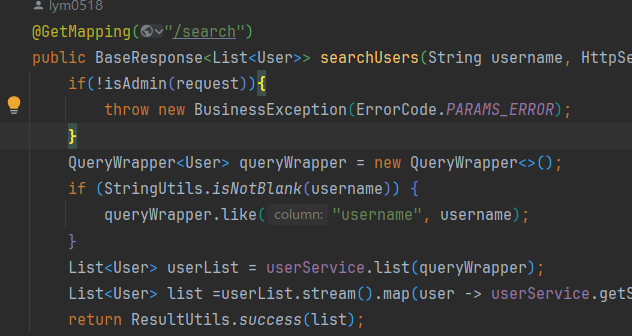 lym0518
@GetMapping("/search")
public BaseResponse<List<User>> searchUsers(String username, HttpSe
if(!isAdmin(request)){
throw new BusinessException(ErrorCode.PARAMS_ERROR);
}
QueryWrapper<User> queryWrapper = new QueryWrapper<>();
if (StringUtils.isNotBlank(username)) {
queryWrapper.like( column: "username", username);
}
List<User> userList = userService.list(queryWrapper);
List<User> list =userList.stream().map(user -> userService.getS
return ResultUtils.success(list);